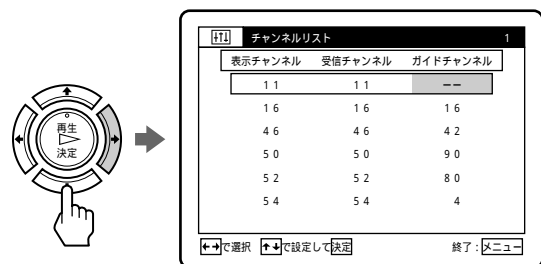 チャンネルリスト 1
表示チャンネル 受信チャンネル ガイドチャンネル
11 11 --
16 16 16
46 46 42
50 50 90
52 52 80
54 54 4
再生
決定
←→で選択 ↑↓で設定して決定 終了:メニュー